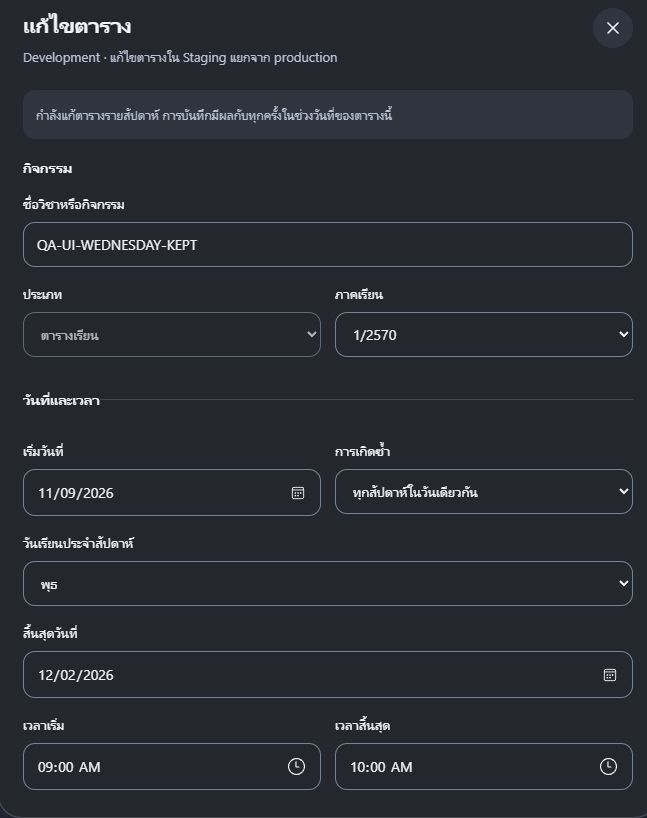 แก้ไขตาราง
Development · แก้ไขตารางใน Staging แยกจาก production
กำลังแก้ตารางรายสัปดาห์ การบันทึกมีผลกับทุกครั้งในช่วงวันที่ของตารางนี้
กิจกรรม
ชื่อวิชาหรือกิจกรรม
QA-UI-WEDNESDAY-KEPT
ประเภท ภาคเรียน
ตารางเรียน 1/2570
วันที่และเวลา
เริ่มวันที่ การเกิดซ้ำ
11/09/2026 ทุกสัปดาห์ในวันเดียวกัน
วันเรียนประจำสัปดาห์
พุธ
สิ้นสุดวันที่
12/02/2026
เวลาเริ่ม เวลาสิ้นสุด
09:00 AM 10:00 AM